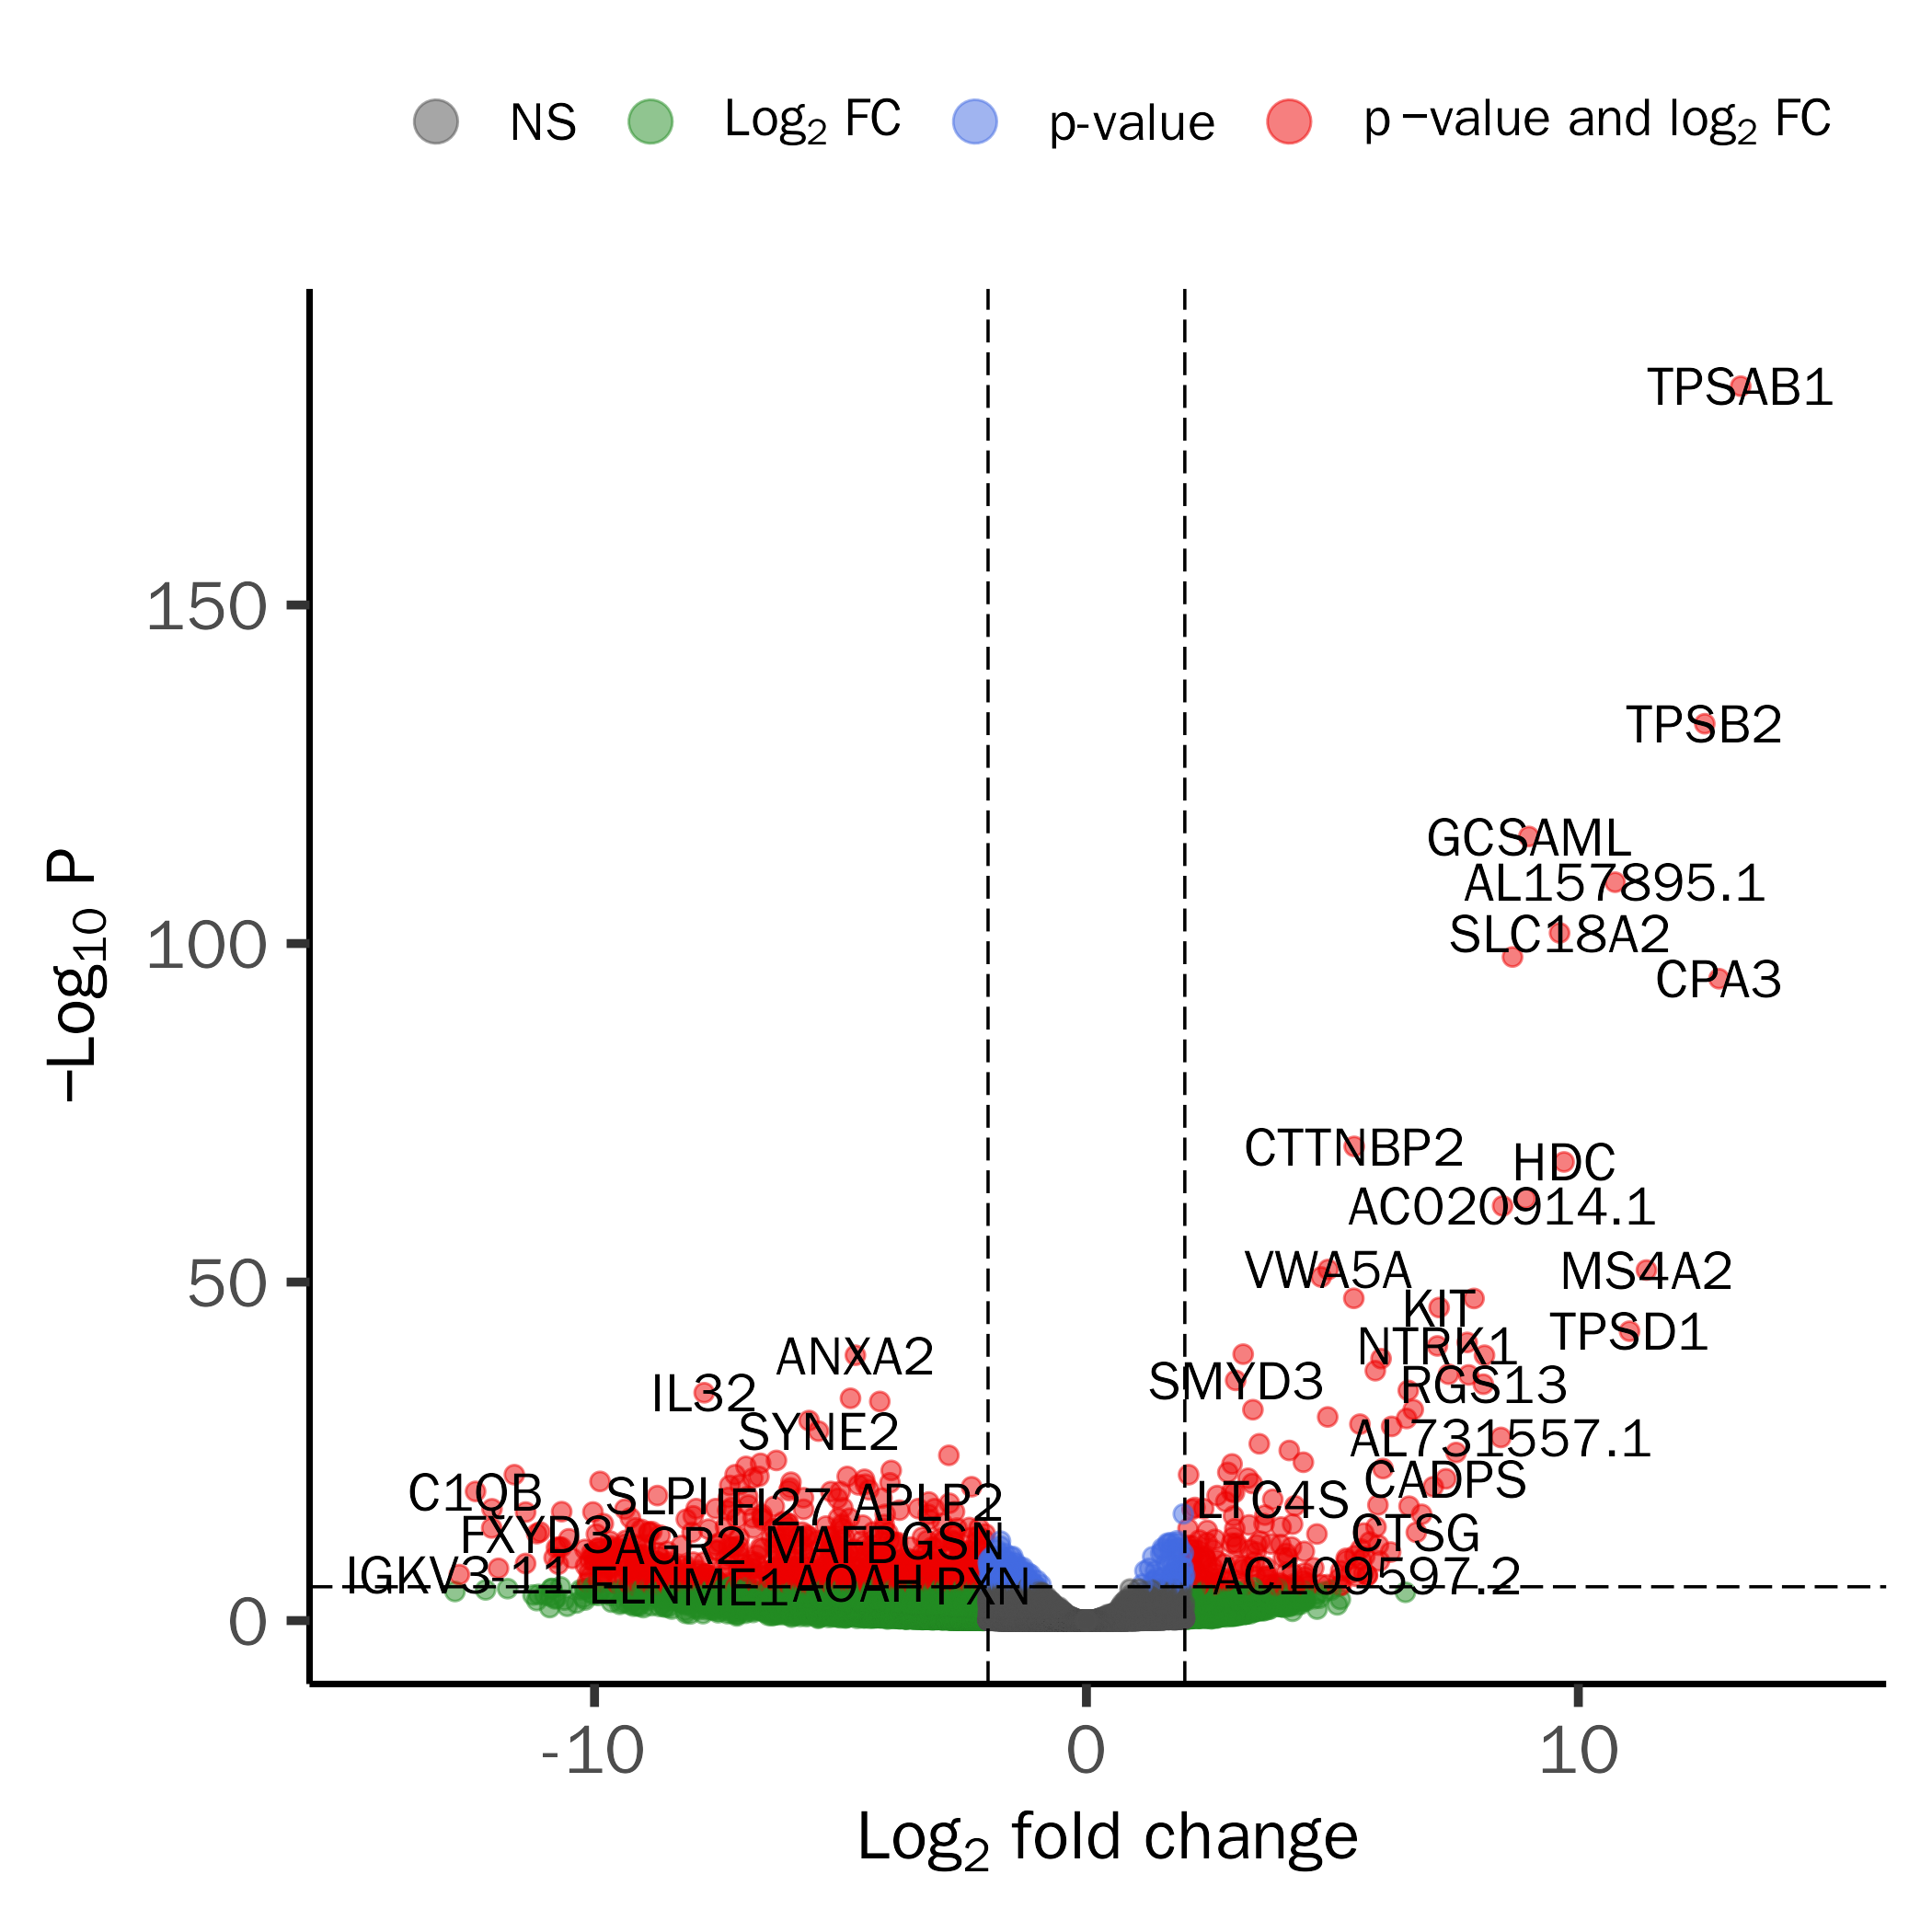 NS Log2 FC p-value p −value and log2 FC
TPSAB1
150
TPSB2
GCSAML
AL157895.1
SLC18A2
100
CPA3
−Log10 P
CTTNBP2
HDC
AC020914.1
VWA5A
MS4A2
50
KIT
TPSD1
NTRK1
ANXA2
SMYD3
RGS13
IL32
SYNE2
AL731557.1
CADPS
C1QB
SLPI
IFI27
APLP2
LTC4S
FXYD3
AGR2
MAFB
GSN
CTSG
IGKV3-11
AC109597.2
ELN
NME1
AOAH
PXN
0
-10 0 10
Log2 fold change